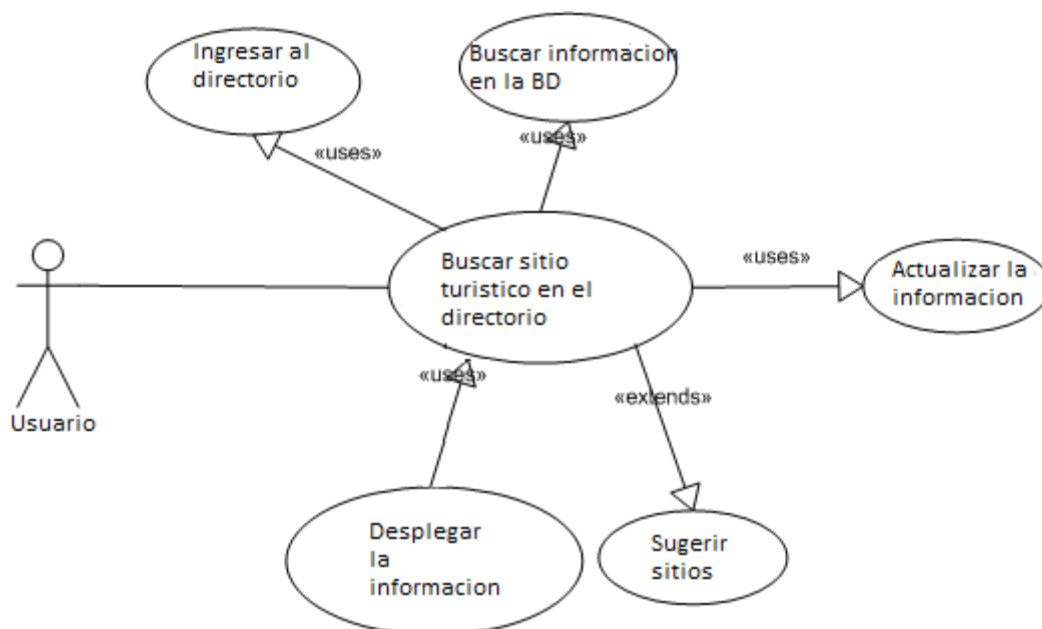 Ingresar al
directorio
Buscar informacion
en la BD
«uses»
«uses»
Buscar sitio
turistico en el
directorio
«uses»
Actualizar la
informacion
«uses»
«extends»
Usuario
Desplegar
la
informacion
Sugerir
sitios